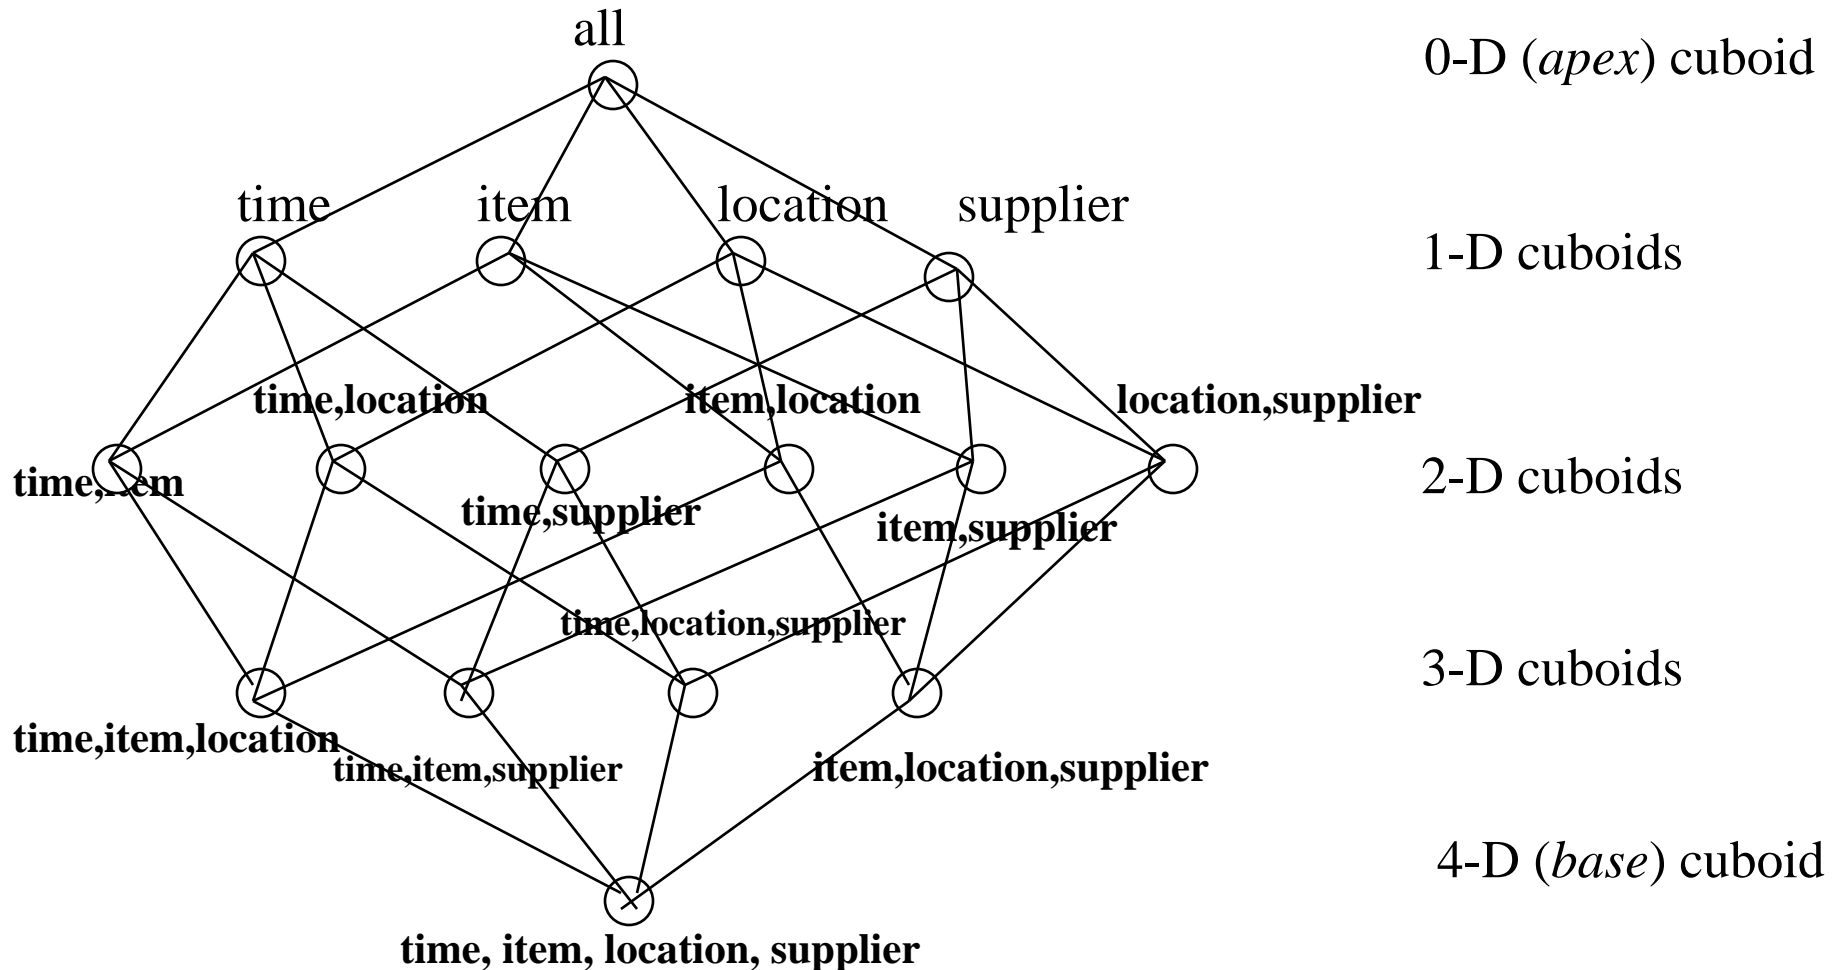 all
0-D (apex) cuboid
time
item
location
supplier
1-D cuboids
time,location
item,location
location,supplier
time,item
time,supplier
item,supplier
2-D cuboids
time,location,supplier
3-D cuboids
time,item,location
time,item,supplier
item,location,supplier
4-D (base) cuboid
time, item, location, supplier